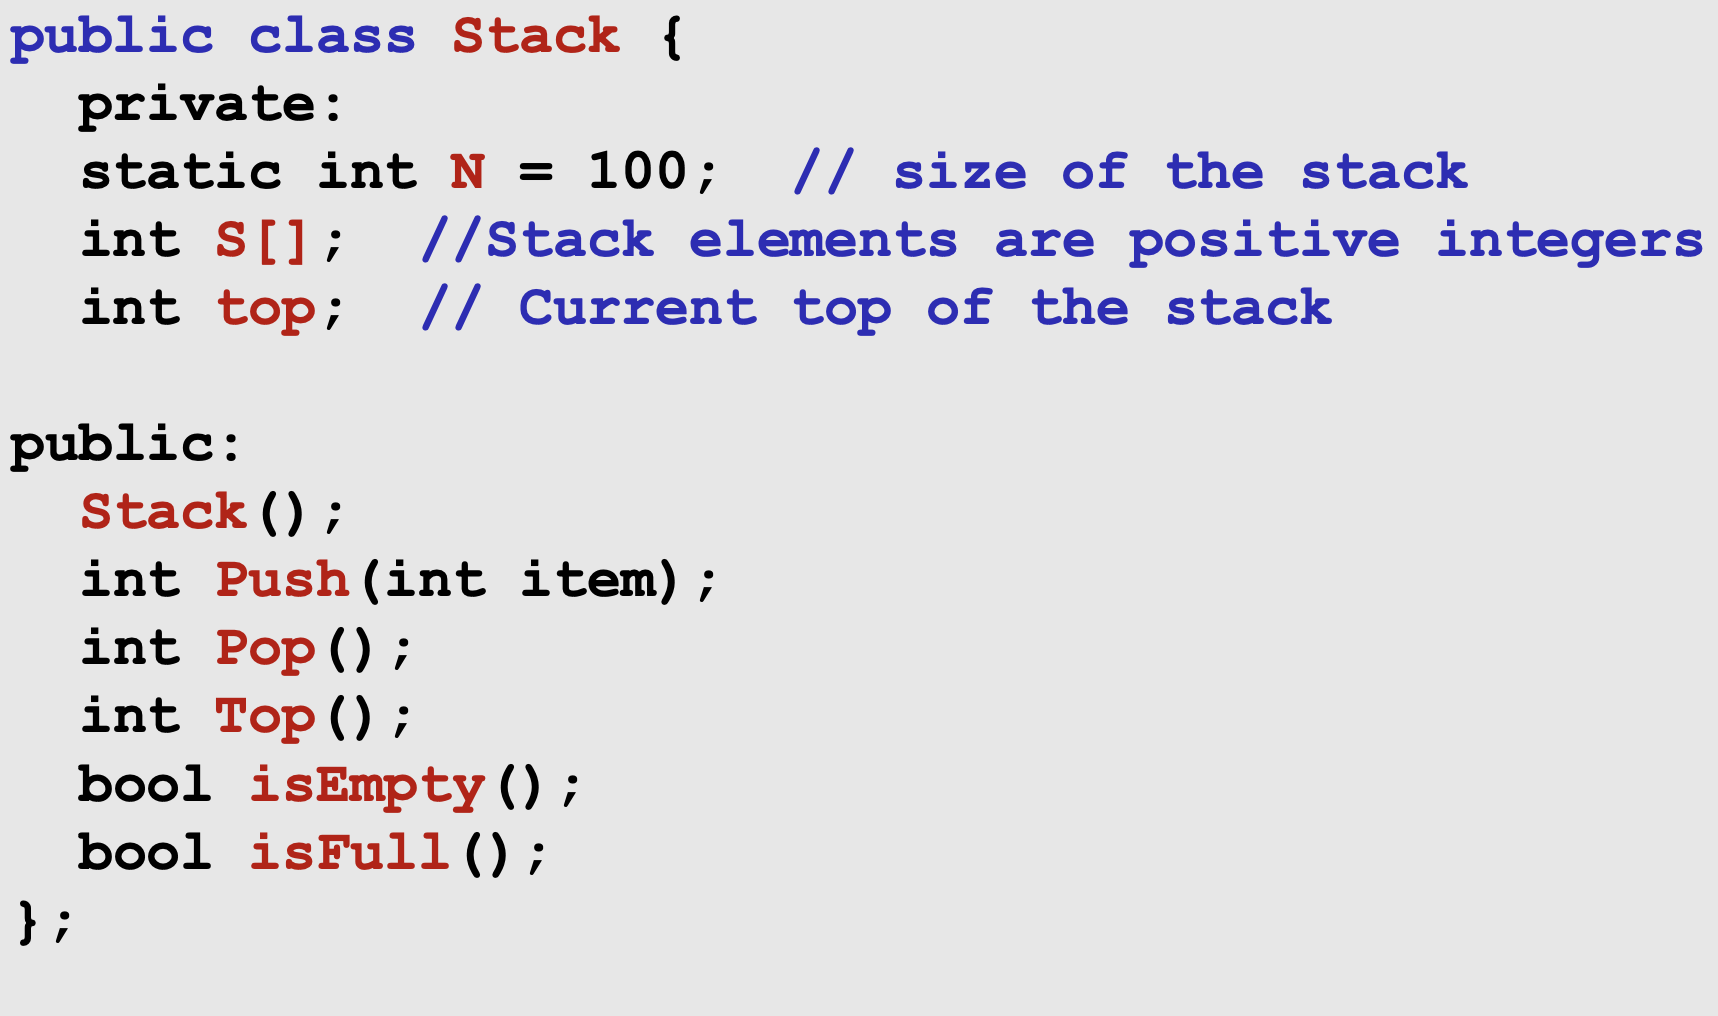 public class Stack {
private:
static int N = 100; // size of the stack
int S[]; //Stack elements are positive integers
int top; // Current top of the stack
public:
Stack();
int Push(int item);
int Pop();
int Top();
bool isEmpty();
bool isFull();
};